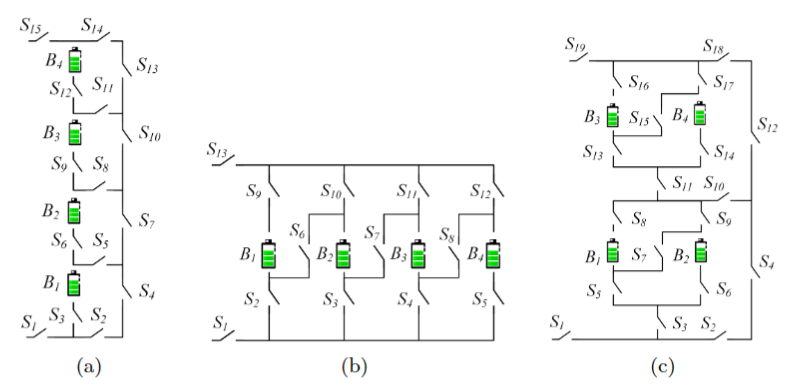 S15 S14
B4 S13
S12 S11
B3 S10
S9 S8
B2 S7
S6 S5
B1 S4
S1 S3 S2
(a)
S13
S9 S10 S11 S12
S6 S7 S8
B1 B2 B3 B4
S2 S3 S4 S5
S1
(b)
S19 S18
S16 S17
B3 S15 B4 S12
S13 S14
S11 S10
S8 S9
B1 S7 B2 S4
S5 S6
S1 S3 S2
(c)